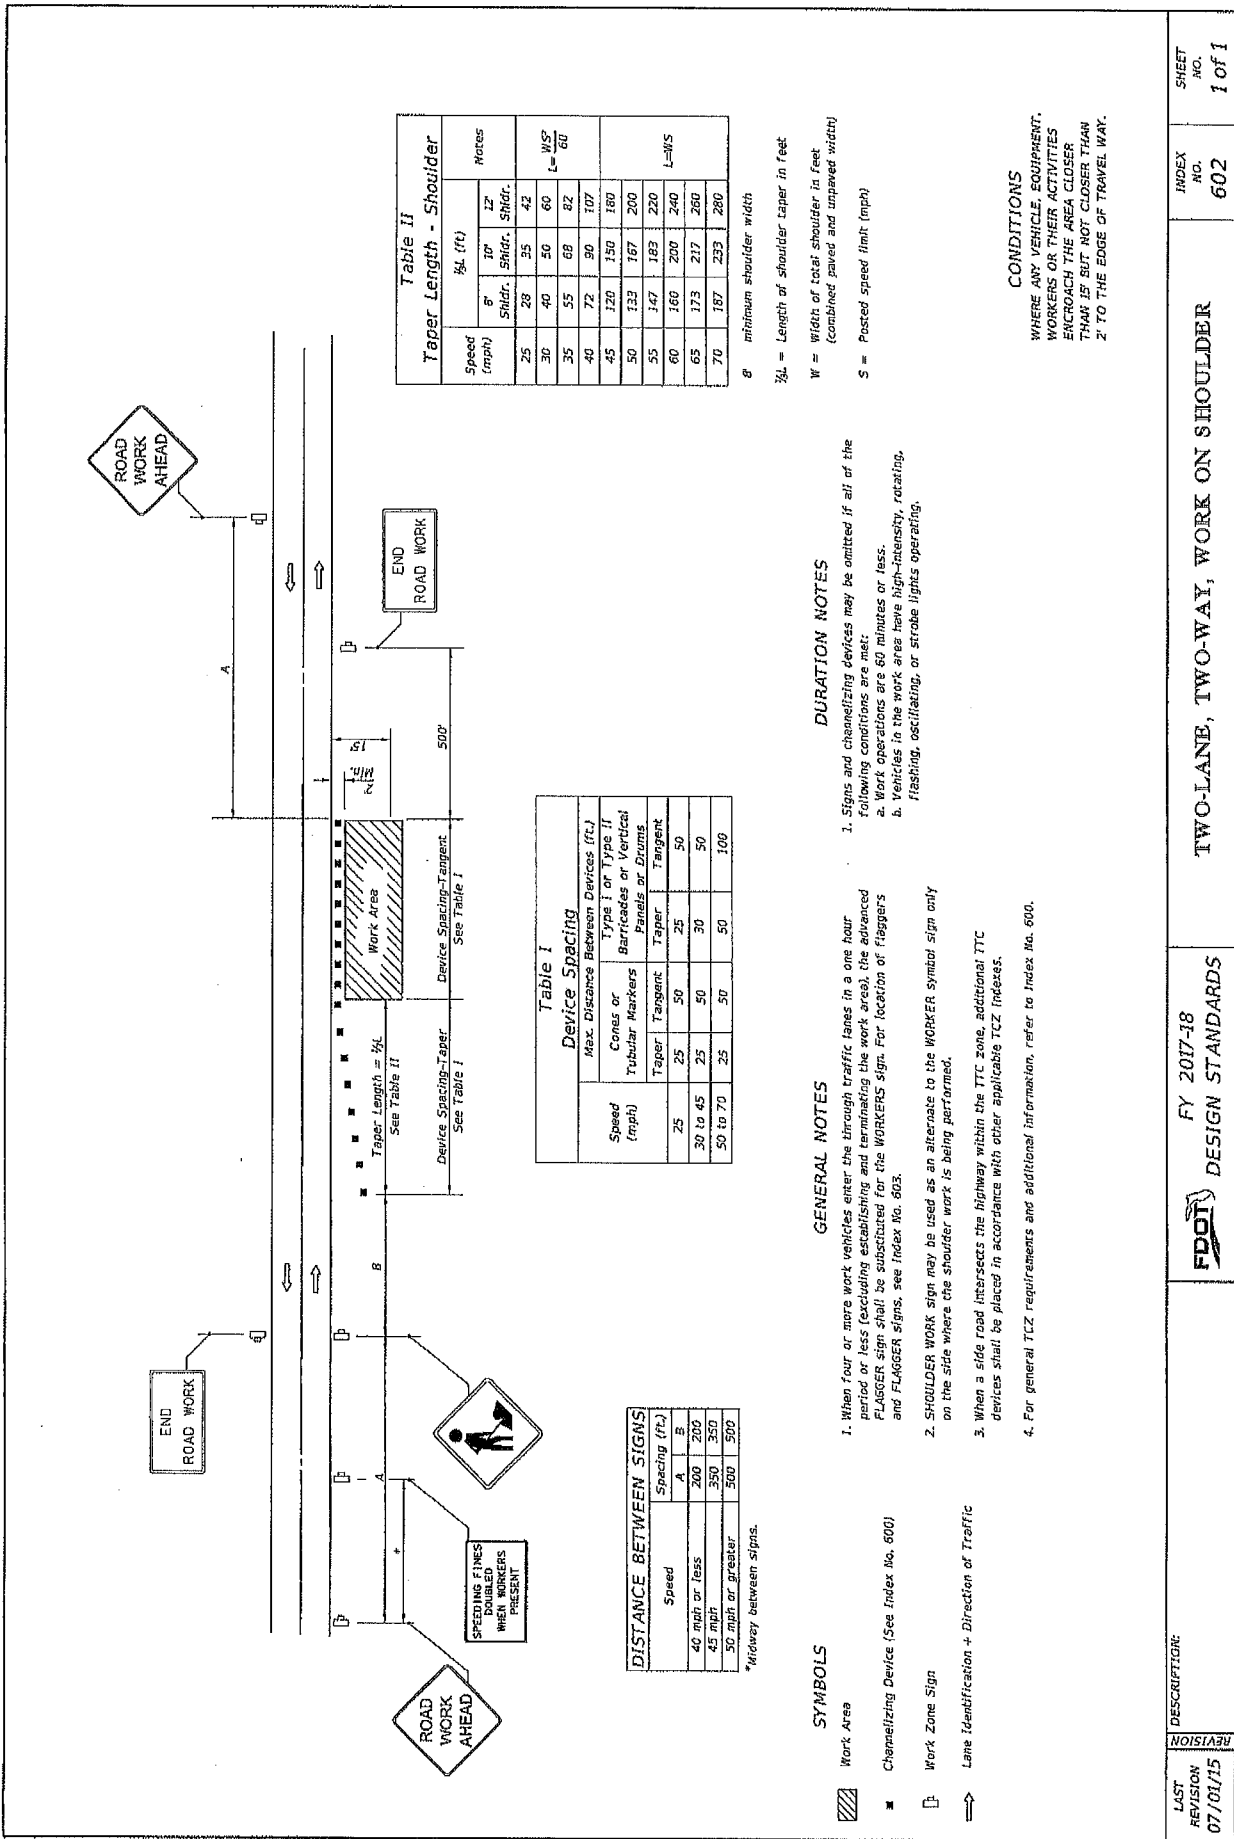 ROAD
WORK
AHEAD
SPEEDING FINES
DOUBLED
WHEN WORKERS
PRESENT
END
ROAD WORK
A
*
B
Taper Length = ⅓L
See Table II
Device Spacing-Taper
See Table I
Work Area
Device Spacing-Tangent
See Table I
2'
Min.
15'
500'
A
END
ROAD WORK
ROAD
WORK
AHEAD
Table II
Taper Length - Shoulder
Speed (mph) ⅓L (ft) Notes
8' Shldr. 10' Shldr. 12' Shldr.
25 28 35 42 L= WS²/60
30 40 50 60
35 55 68 82
40 72 90 107
45 120 150 180 L=WS
50 133 167 200
55 147 183 220
60 160 200 240
65 173 217 260
70 187 233 280
8' minimum shoulder width
⅓L = Length of shoulder taper in feet
W = Width of total shoulder in feet
(combined paved and unpaved width)
S = Posted speed limit (mph)
Table I
Device Spacing
Speed (mph) Max. Distance Between Devices (ft.)
Cones or Tubular Markers Type I or Type II Barricades or Vertical Panels or Drums
Taper Tangent Taper Tangent
25 25 50 25 50
30 to 45 25 50 30 50
50 to 70 25 50 50 100
DISTANCE BETWEEN SIGNS
Speed Spacing (ft.)
A B
40 mph or less 200 200
45 mph 350 350
50 mph or greater 500 500
*Midway between signs.
SYMBOLS
Work Area
Channelizing Device (See Index No. 600)
Work Zone Sign
Lane Identification + Direction of Traffic
GENERAL NOTES
1. When four or more work vehicles enter the through traffic lanes in a one hour
period or less (excluding establishing and terminating the work area), the advanced
FLAGGER sign shall be substituted for the WORKERS sign. For location of flaggers
and FLAGGER signs, see Index No. 603.
2. SHOULDER WORK sign may be used as an alternate to the WORKER symbol sign only
on the side where the shoulder work is being performed.
3. When a side road intersects the highway within the TTC zone, additional TTC
devices shall be placed in accordance with other applicable TCZ Indexes.
4. For general TCZ requirements and additional information, refer to Index No. 600.
DURATION NOTES
1. Signs and channelizing devices may be omitted if all of the
following conditions are met:
a. Work operations are 60 minutes or less.
b. Vehicles in the work area have high-intensity, rotating,
flashing, oscillating, or strobe lights operating.
CONDITIONS
WHERE ANY VEHICLE, EQUIPMENT,
WORKERS OR THEIR ACTIVITIES
ENCROACH THE AREA CLOSER
THAN 15' BUT NOT CLOSER THAN
2' TO THE EDGE OF TRAVEL WAY.
LAST
REVISION
07/01/15
REVISION
DESCRIPTION:
FDOT
FY 2017-18
DESIGN STANDARDS
TWO-LANE, TWO-WAY, WORK ON SHOULDER
INDEX
NO.
602
SHEET
NO.
1 of 1